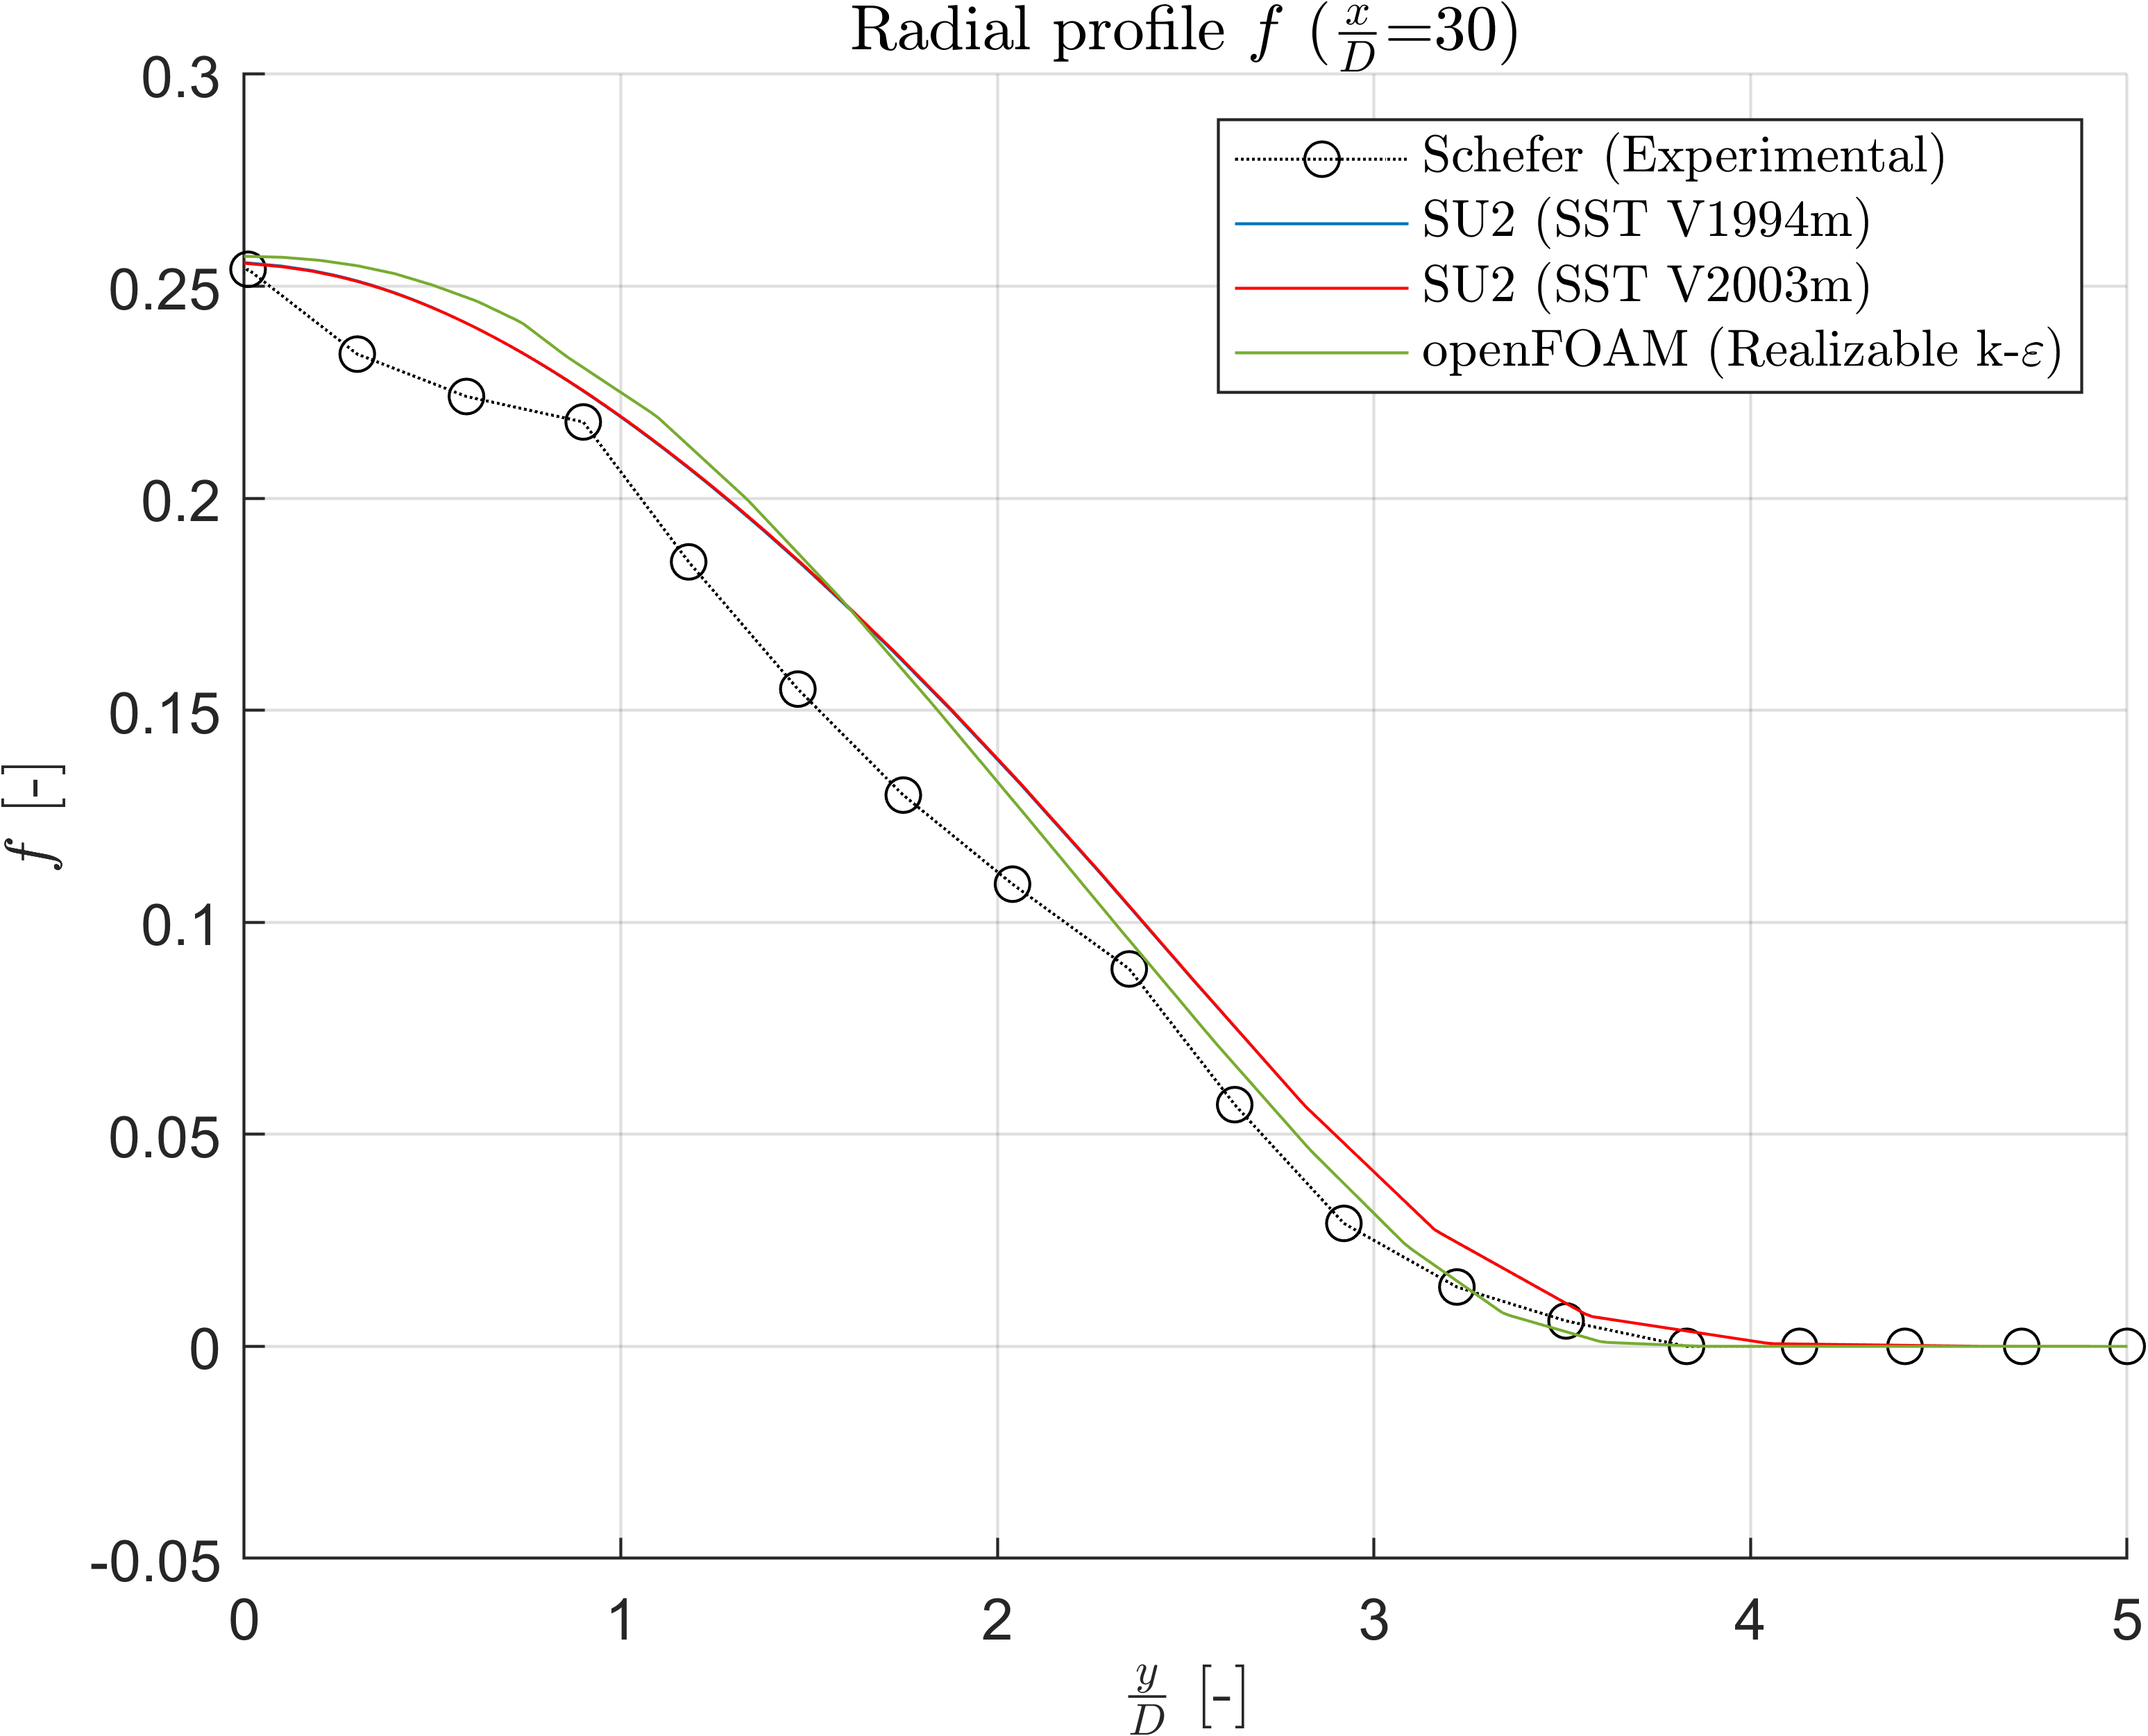 Radial profile f (x/D=30)
0.3
0.25
0.2
0.15
0.1
0.05
0
-0.05
f [-]
Schefer (Experimental)
SU2 (SST V1994m)
SU2 (SST V2003m)
openFOAM (Realizable k-ε)
0 1 2 3 4 5
y/D [-]